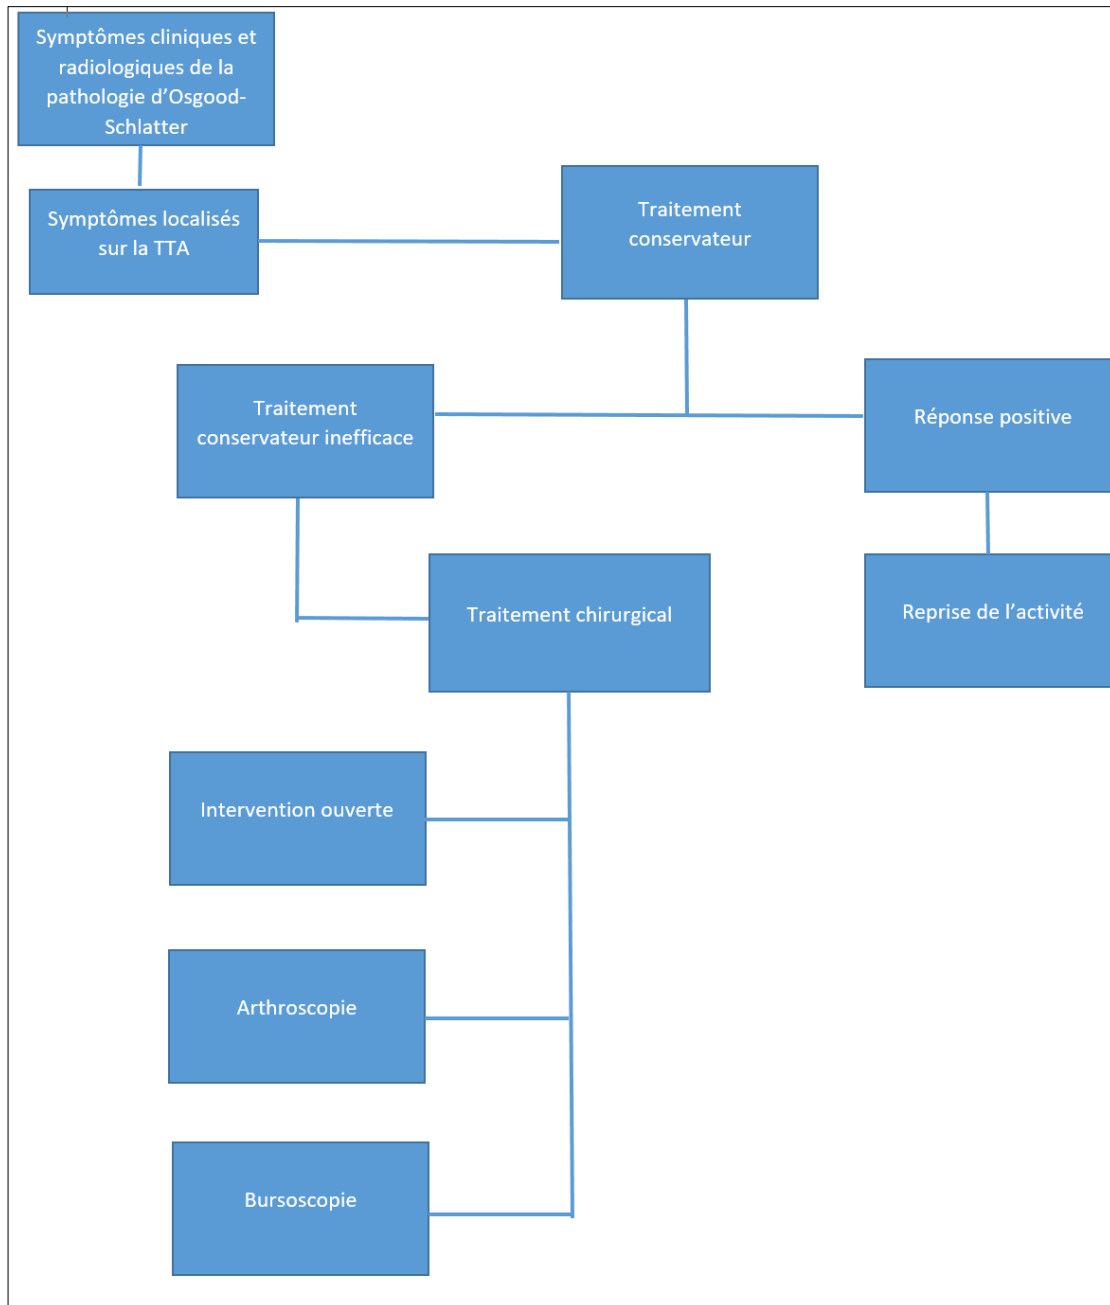 Symptômes cliniques et
radiologiques de la
pathologie d’Osgood-
Schlatter
Symptômes localisés
sur la TTA
Traitement
conservateur
Traitement
conservateur inefficace
Réponse positive
Traitement chirurgical
Reprise de l’activité
Intervention ouverte
Arthroscopie
Bursoscopie